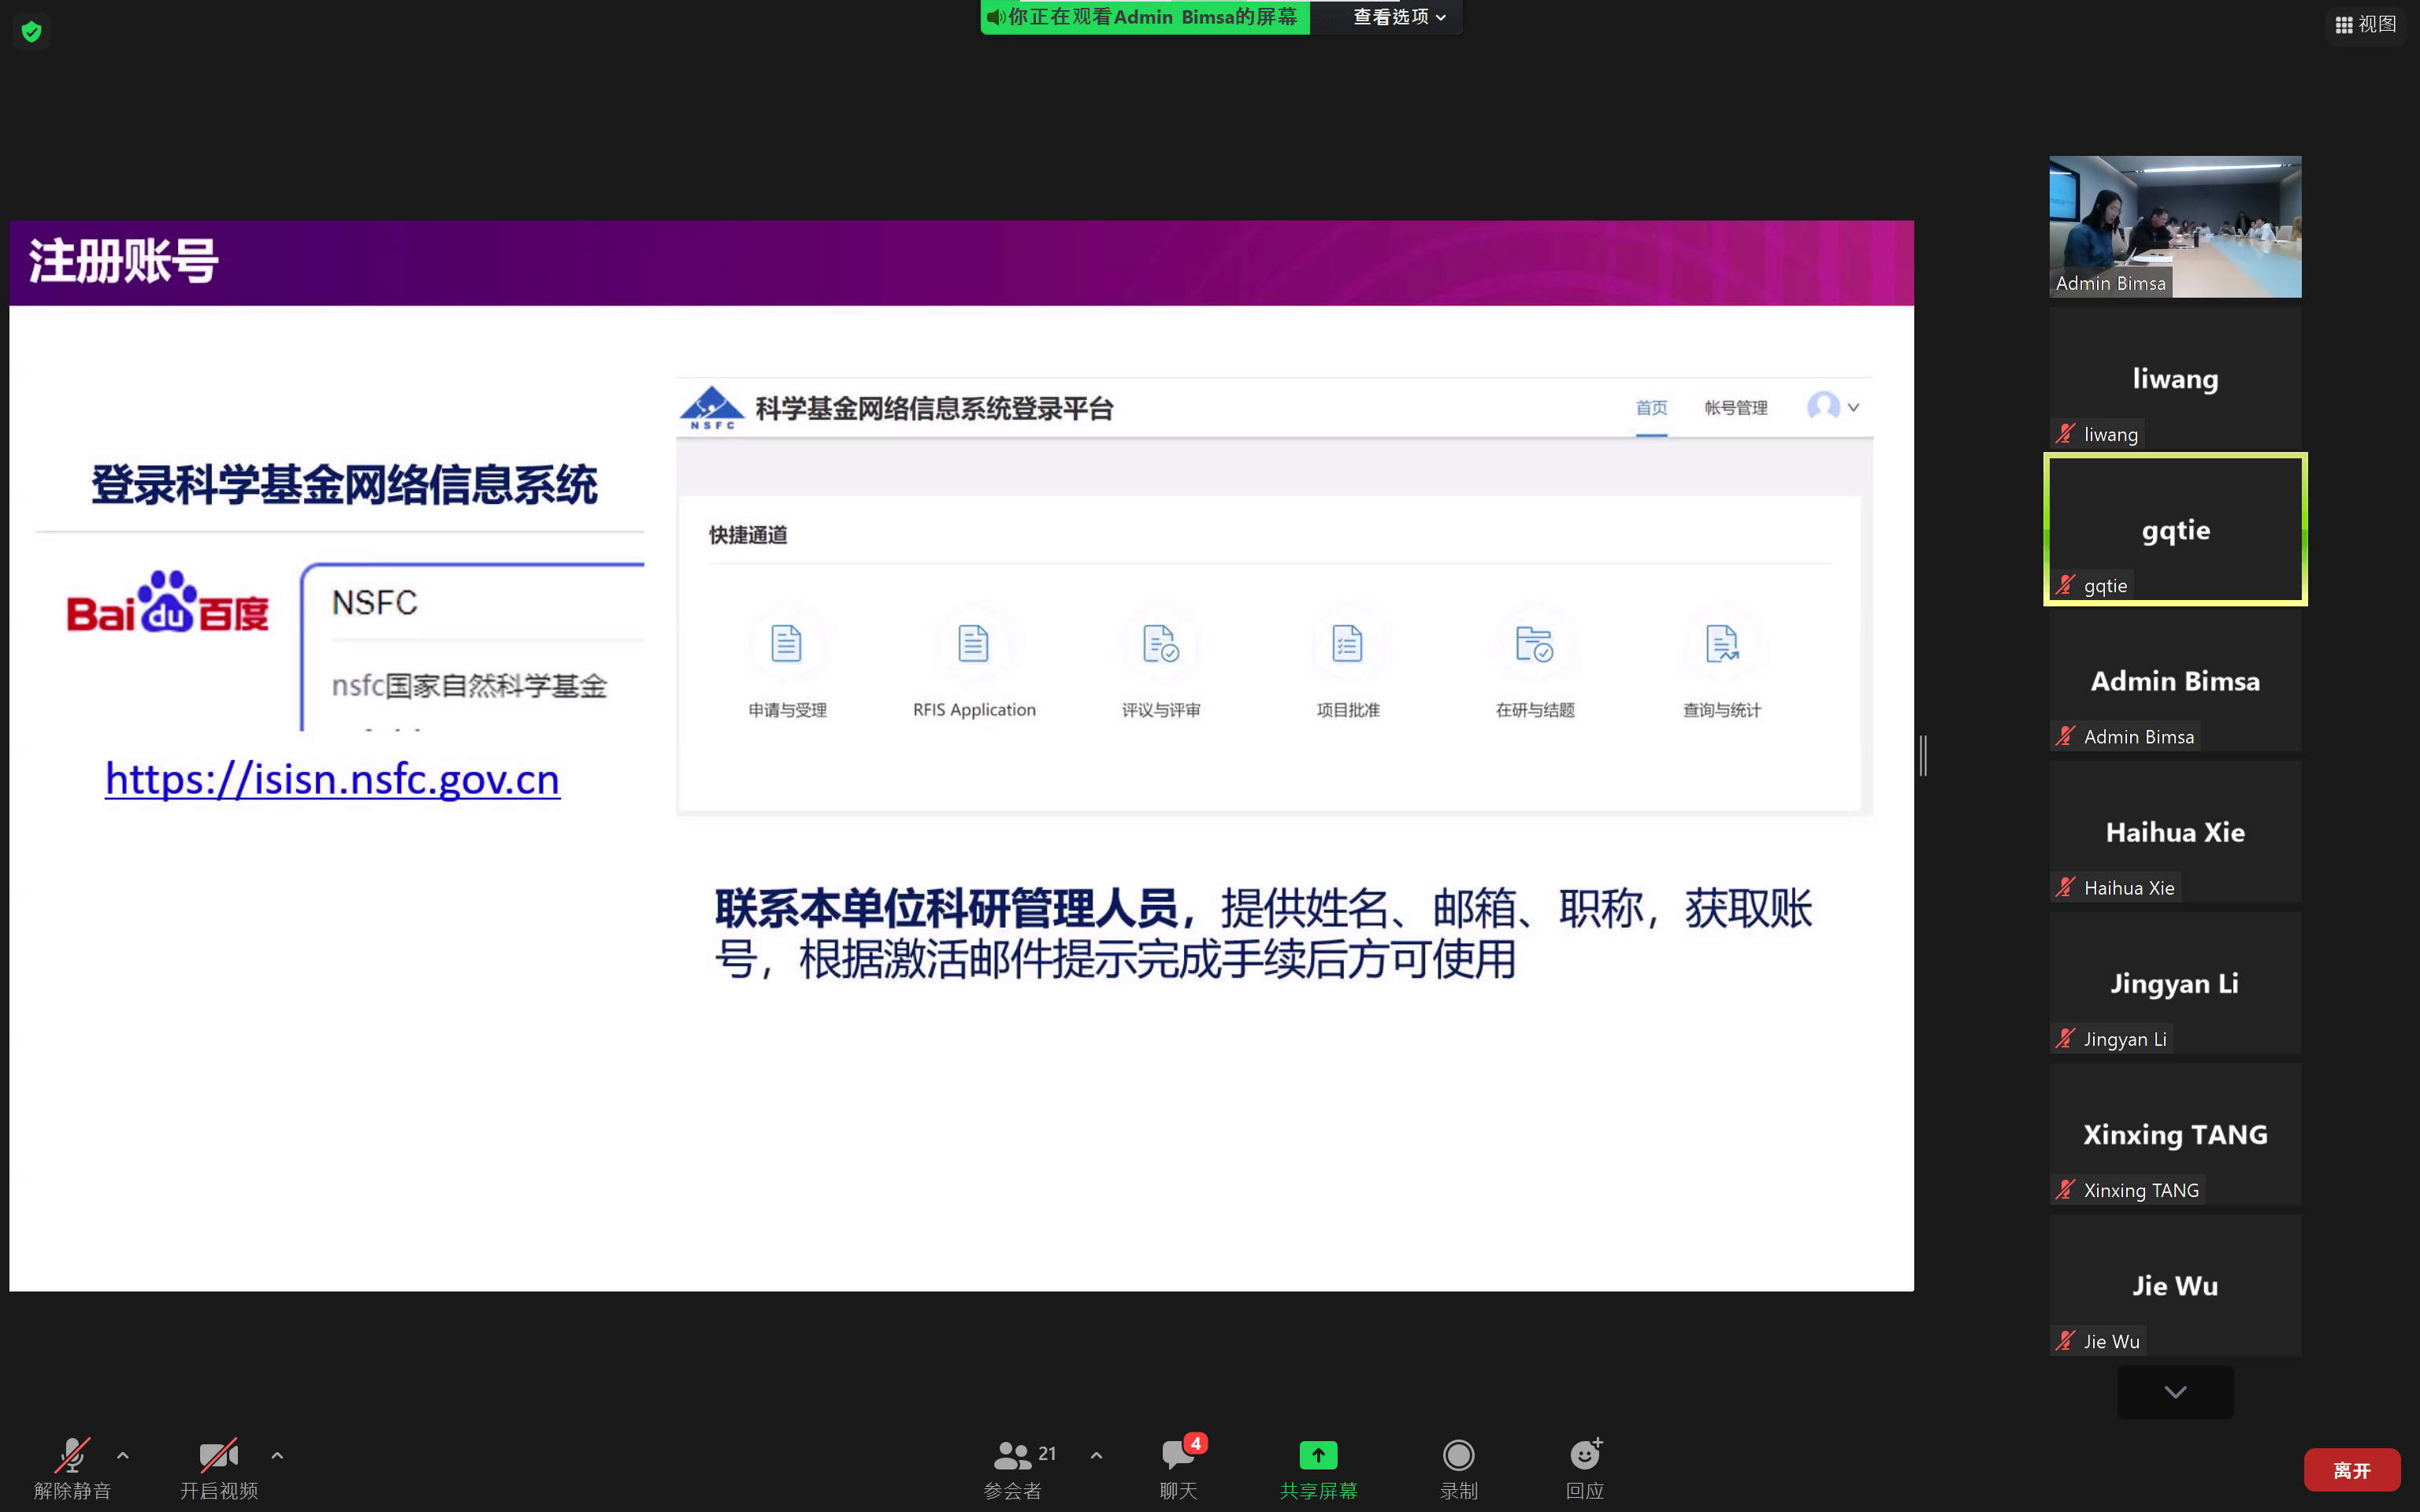 你正在观看Admin Bimsa的屏幕
查看选项
视图
注册账号
登录科学基金网络信息系统
Bai du 百度
NSFC
nsfc国家自然科学基金
https://isisn.nsfc.gov.cn
NSFC
科学基金网络信息系统登录平台
首页
帐号管理
快捷通道
申请与受理
RFIS Application
评议与评审
项目批准
在研与结题
查询与统计
联系本单位科研管理人员，提供姓名、邮箱、职称，获取账
号，根据激活邮件提示完成手续后方可使用
Admin Bimsa
liwang
liwang
gqtie
gqtie
Admin Bimsa
Admin Bimsa
Haihua Xie
Haihua Xie
Jingyan Li
Jingyan Li
Xinxing TANG
Xinxing TANG
Jie Wu
Jie Wu
解除静音
开启视频
21
参会者
4
聊天
共享屏幕
录制
回应
离开